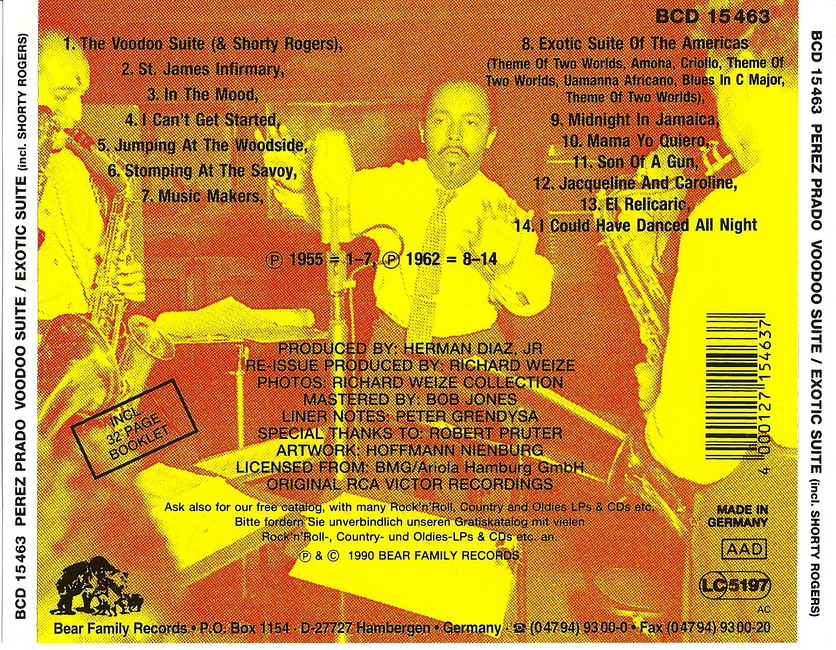 BCD 15463
BCD 15463 PEREZ PRADO VOODOO SUITE / EXOTIC SUITE (incl. SHORTY ROGERS)
1. The Voodoo Suite (& Shorty Rogers),
2. St. James Infirmary,
3. In The Mood,
4. I Can't Get Started,
5. Jumping At The Woodside,
6. Stomping At The Savoy,
7. Music Makers,
8. Exotic Suite Of The Americas
(Theme Of Two Worlds, Amoha, Criollo, Theme Of
Two Worlds, Uamanna Africano, Blues In C Major,
Theme Of Two Worlds),
9. Midnight In Jamaica,
10. Mama Yo Quiero,
11. Son Of A Gun,
12. Jacqueline And Caroline,
13. El Relicario,
14. I Could Have Danced All Night
Ⓟ 1955 = 1–7, Ⓟ 1962 = 8–14
PRODUCED BY: HERMAN DIAZ, JR
RE-ISSUE PRODUCED BY: RICHARD WEIZE
PHOTOS: RICHARD WEIZE COLLECTION
MASTERED BY: BOB JONES
LINER NOTES: PETER GRENDYSA
SPECIAL THANKS TO: ROBERT PRUTER
ARTWORK: HOFFMANN NIENBURG
LICENSED FROM: BMG/Ariola Hamburg GmbH
ORIGINAL RCA VICTOR RECORDINGS
INCL.
32 PAGE
BOOKLET
Ask also for our free catalog, with many Rock'n'Roll, Country and Oldies LPs & CDs etc.
Bitte fordern Sie unverbindlich unseren Gratiskatalog mit vielen
Rock'n'Roll-, Country- und Oldies-LPs & CDs etc. an.
Ⓟ & © 1990 BEAR FAMILY RECORDS
4 000127 154637
MADE IN
GERMANY
AAD
LC 5197
AC
Bear Family Records • P.O. Box 1154 · D-27727 Hambergen • Germany · ☎ (04794) 9300-0 • Fax (04794) 9300-20
BCD 15463 PEREZ PRADO VOODOO SUITE / EXOTIC SUITE (incl. SHORTY ROGERS)